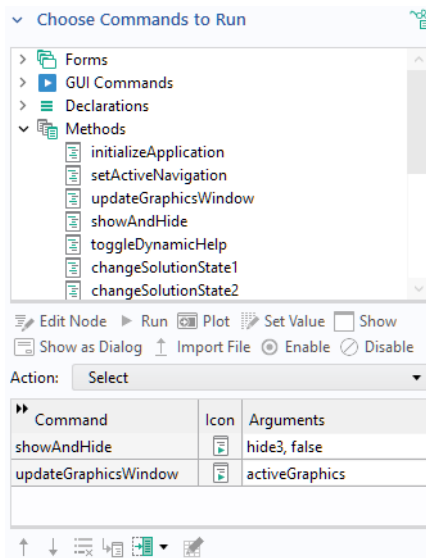 Choose Commands to Run
Forms
GUI Commands
Declarations
Methods
initializeApplication
setActiveNavigation
updateGraphicsWindow
showAndHide
toggleDynamicHelp
changeSolutionState1
changeSolutionState2
Edit Node Run Plot Set Value Show
Show as Dialog Import File Enable Disable
Action: Select
Command Icon Arguments
showAndHide hide3, false
updateGraphicsWindow activeGraphics